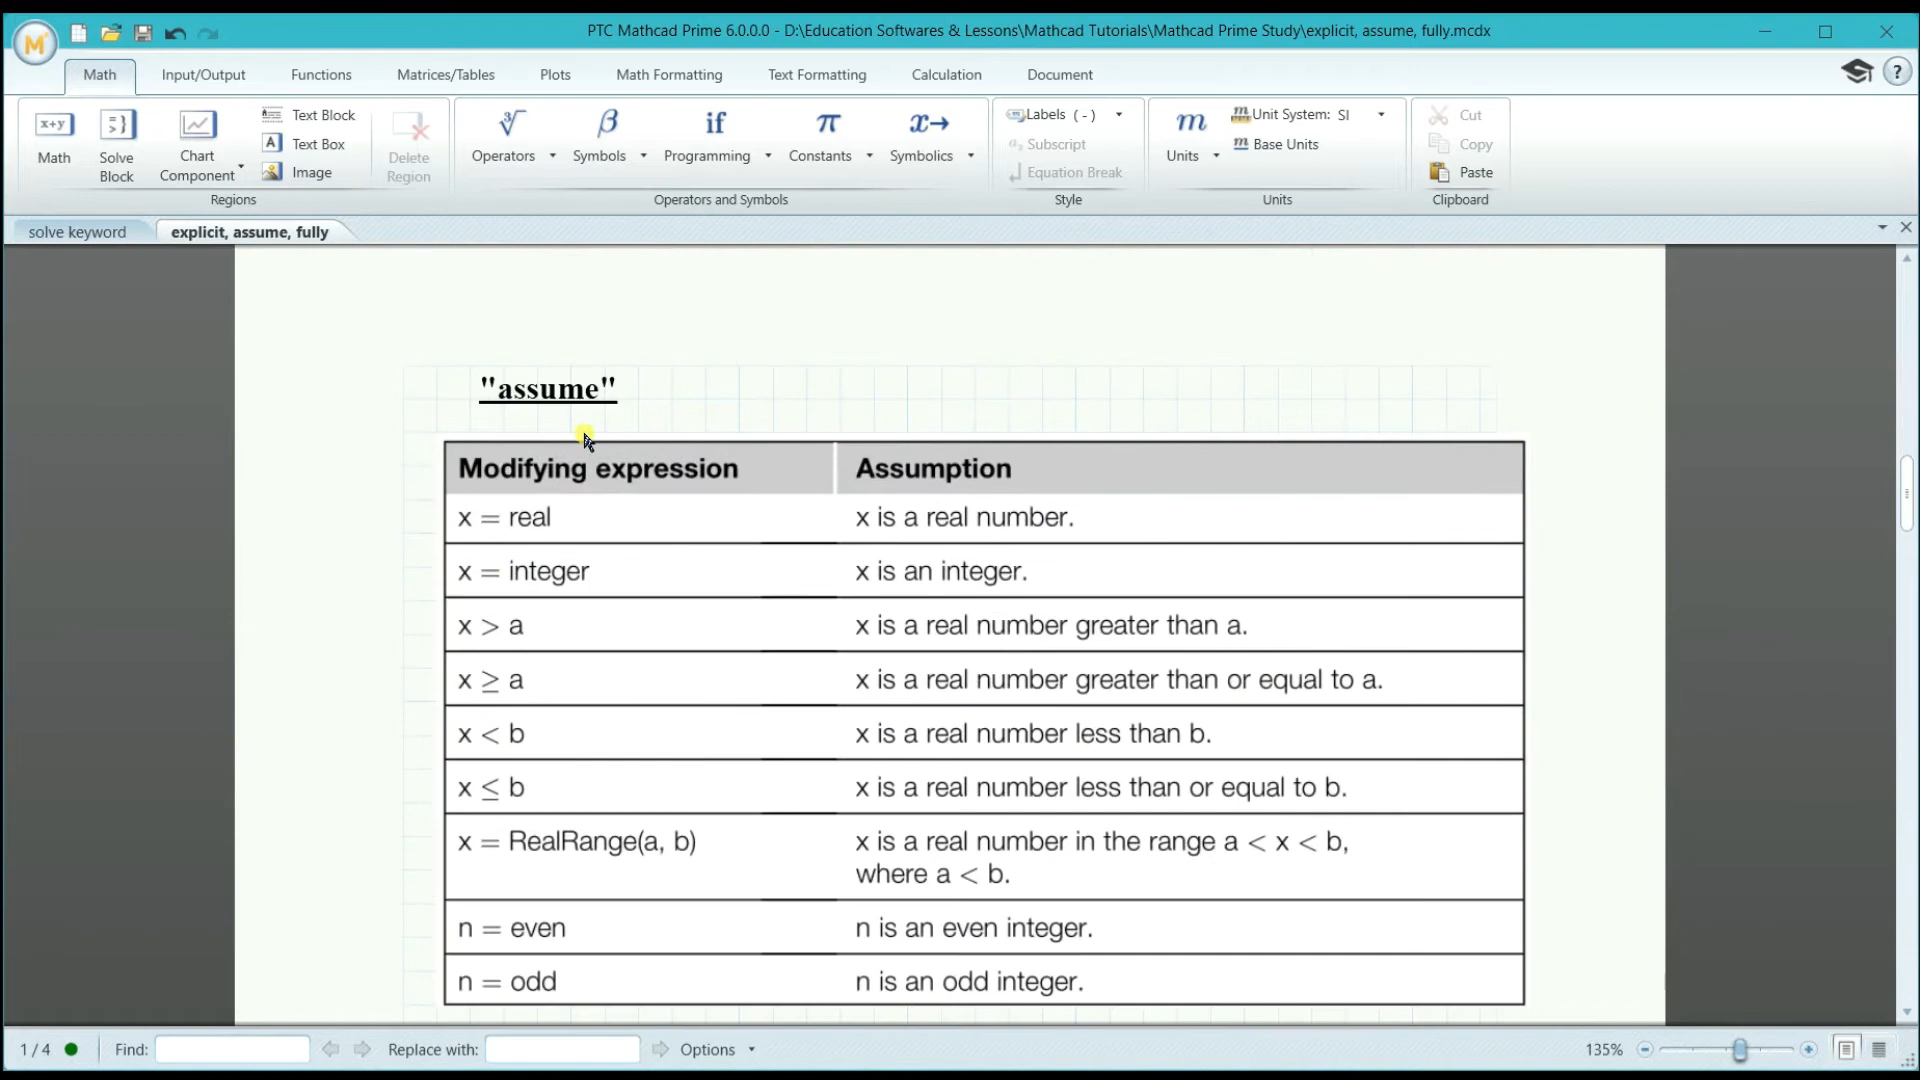 PTC Mathcad Prime 6.0.0.0 - D:\Education Softwares & Lessons\Mathcad Tutorials\Mathcad Prime Study\explicit, assume, fully.mcdx
Math Input/Output Functions Matrices/Tables Plots Math Formatting Text Formatting Calculation Document
Math
Solve Block
Chart Component
Text Block
Text Box
Image
Delete Region
Regions
Operators
Symbols
if
Programming
π
Constants
Symbolics
Operators and Symbols
Labels ( - )
Subscript
Equation Break
Style
m
Units
Unit System: SI
Base Units
Units
Cut
Copy
Paste
Clipboard
solve keyword
explicit, assume, fully
"assume"
Modifying expression Assumption
x = real x is a real number.
x = integer x is an integer.
x > a x is a real number greater than a.
x ≥ a x is a real number greater than or equal to a.
x < b x is a real number less than b.
x ≤ b x is a real number less than or equal to b.
x = RealRange(a, b) x is a real number in the range a < x < b,
where a < b.
n = even n is an even integer.
n = odd n is an odd integer.
1 / 4 Find: Replace with: Options 135%